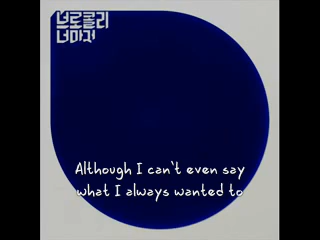 브로콜리
너마저
Although I can't even say
what I always wanted to